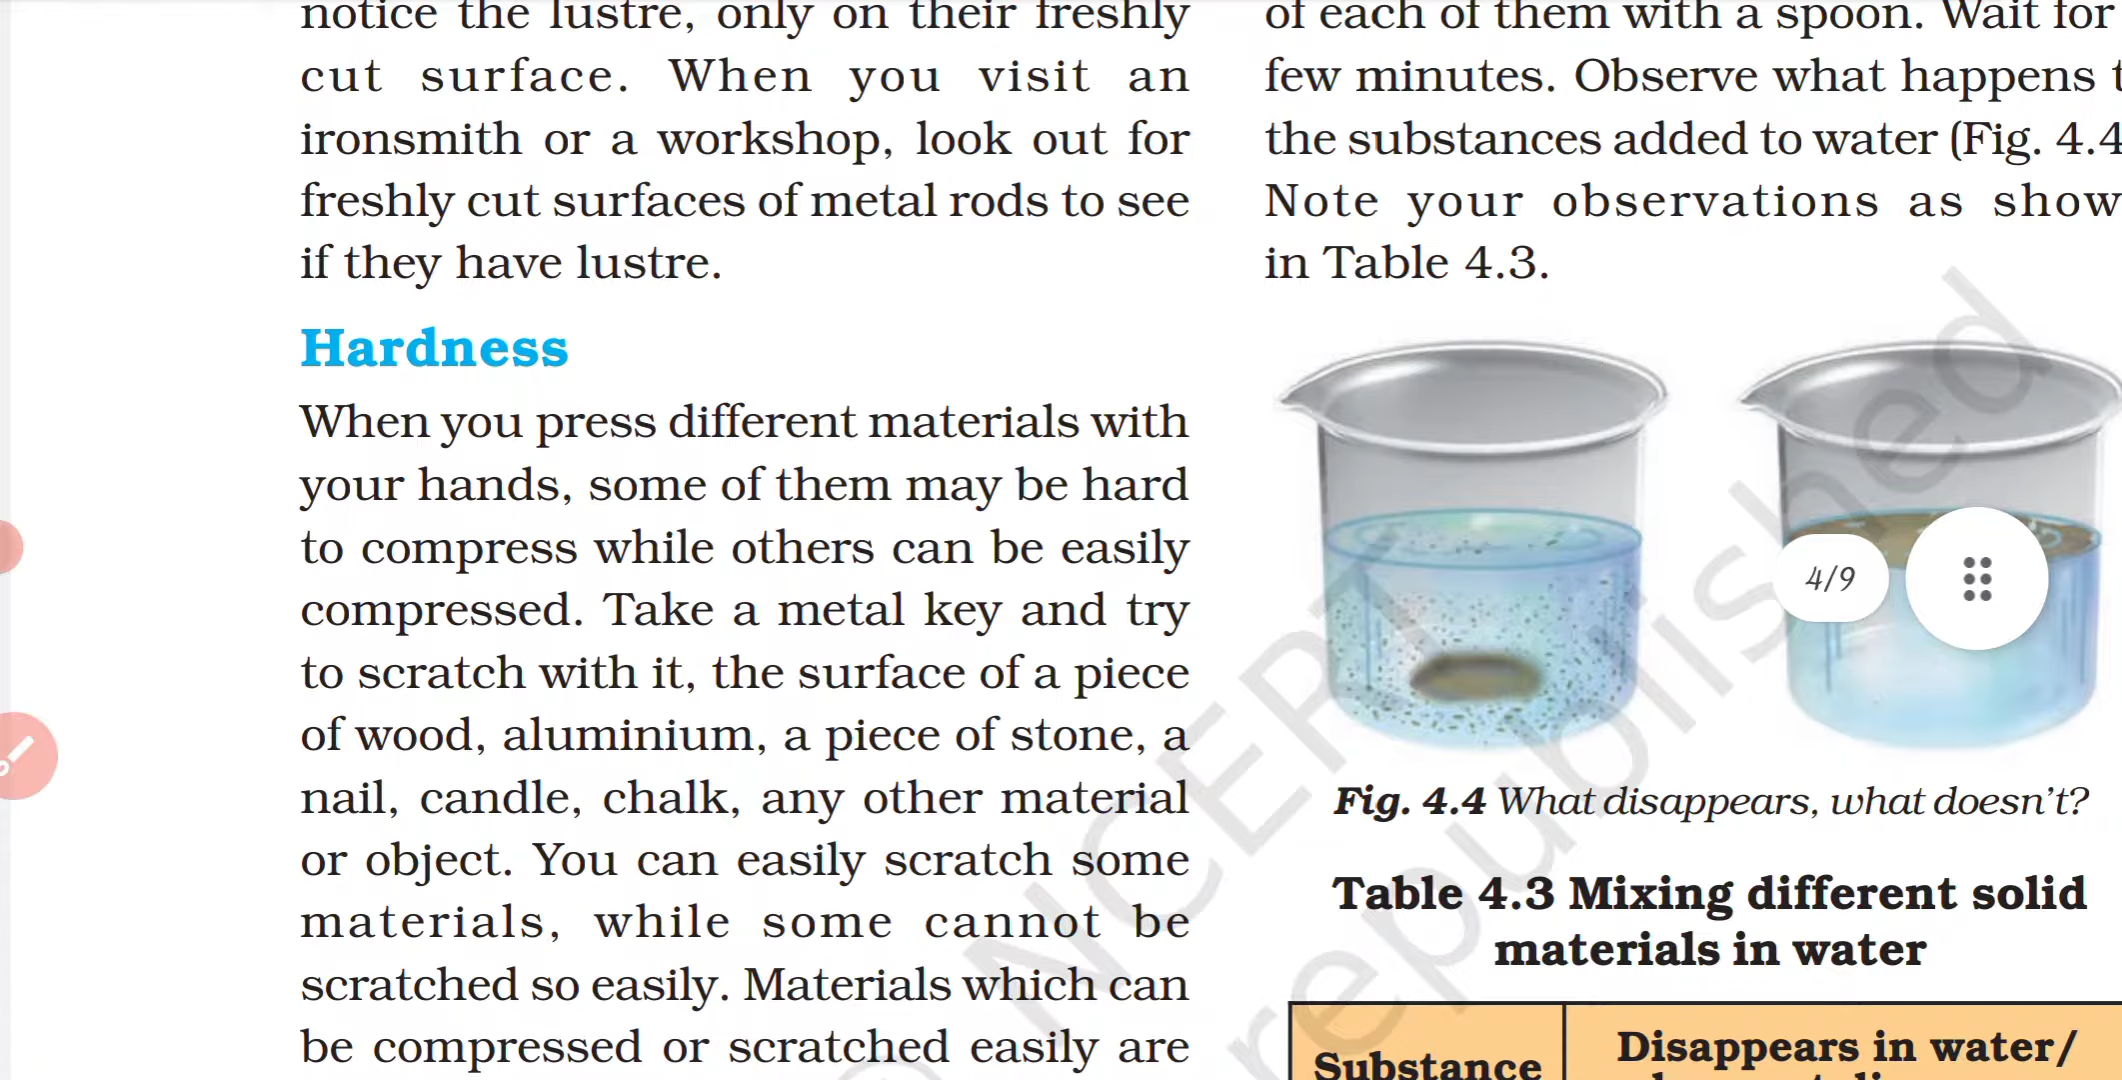 notice the lustre, only on their freshly
cut surface. When you visit an
ironsmith or a workshop, look out for
freshly cut surfaces of metal rods to see
if they have lustre.
Hardness
When you press different materials with
your hands, some of them may be hard
to compress while others can be easily
compressed. Take a metal key and try
to scratch with it, the surface of a piece
of wood, aluminium, a piece of stone, a
nail, candle, chalk, any other material
or object. You can easily scratch some
materials, while some cannot be
scratched so easily. Materials which can
be compressed or scratched easily are
of each of them with a spoon. Wait for
few minutes. Observe what happens t
the substances added to water (Fig. 4.4
Note your observations as show
in Table 4.3.
4/9
Fig. 4.4 What disappears, what doesn't?
Table 4.3 Mixing different solid
materials in water
Substance
Disappears in water/
NCERT
republished